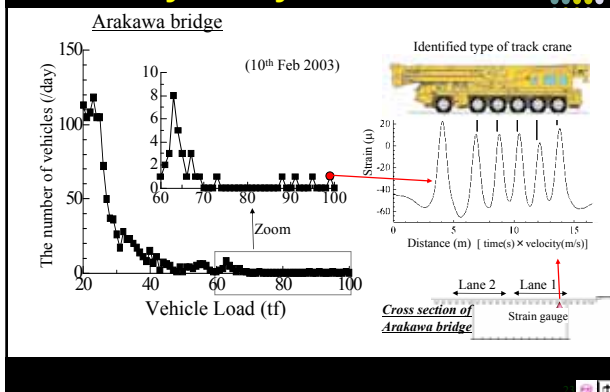 Arakawa bridge
(10th Feb 2003)
The number of vehicles (/day)
150
100
50
0
20
40
60
80
100
Vehicle Load (tf)
10
8
6
4
2
0
60
70
80
90
100
Zoom
Identified type of track crane
Strain (μ)
20
0
-20
-40
-60
0
5
10
15
Distance (m) [ time(s) × velocity(m/s)]
Lane 2
Lane 1
Cross section of
Arakawa bridge
Strain gauge